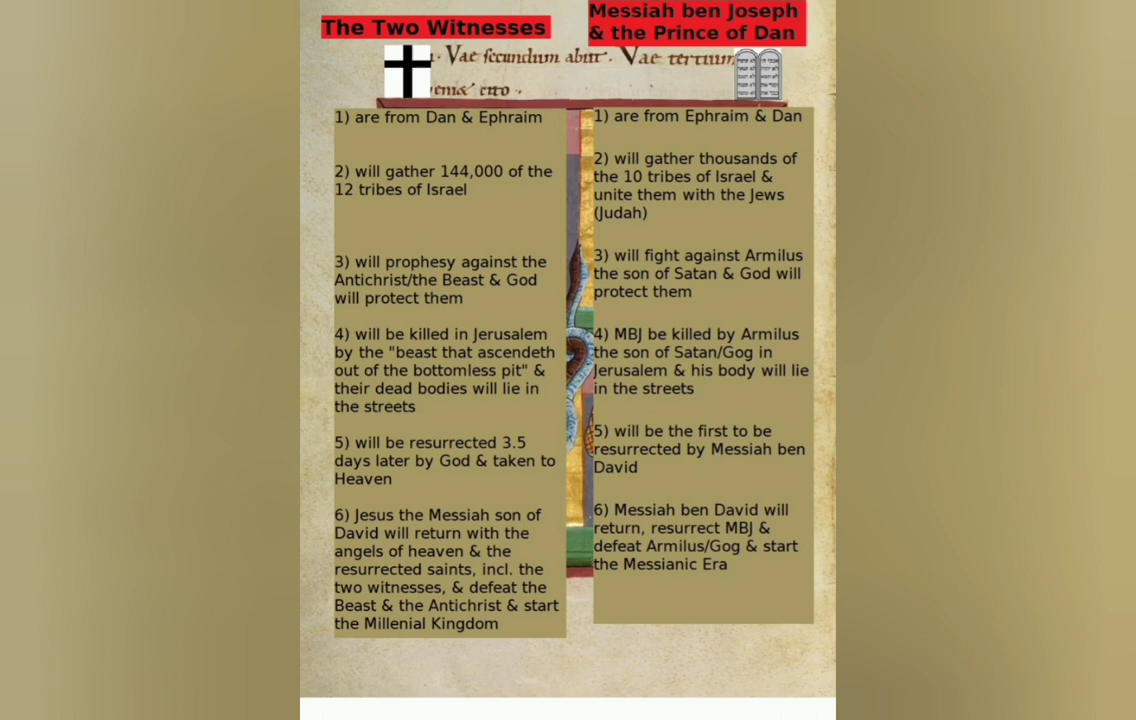 The Two Witnesses
Messiah ben Joseph
& the Prince of Dan
Vae secundum abiit · Vae tertium
1) are from Dan & Ephraim
2) will gather 144,000 of the
12 tribes of Israel
3) will prophesy against the
Antichrist/the Beast & God
will protect them
4) will be killed in Jerusalem
by the "beast that ascendeth
out of the bottomless pit" &
their dead bodies will lie in
the streets
5) will be resurrected 3.5
days later by God & taken to
Heaven
6) Jesus the Messiah son of
David will return with the
angels of heaven & the
resurrected saints, incl. the
two witnesses, & defeat the
Beast & the Antichrist & start
the Millenial Kingdom
1) are from Ephraim & Dan
2) will gather thousands of
the 10 tribes of Israel &
unite them with the Jews
(Judah)
3) will fight against Armilus
the son of Satan & God will
protect them
4) MBJ be killed by Armilus
the son of Satan/Gog in
Jerusalem & his body will lie
in the streets
5) will be the first to be
resurrected by Messiah ben
David
6) Messiah ben David will
return, resurrect MBJ &
defeat Armilus/Gog & start
the Messianic Era